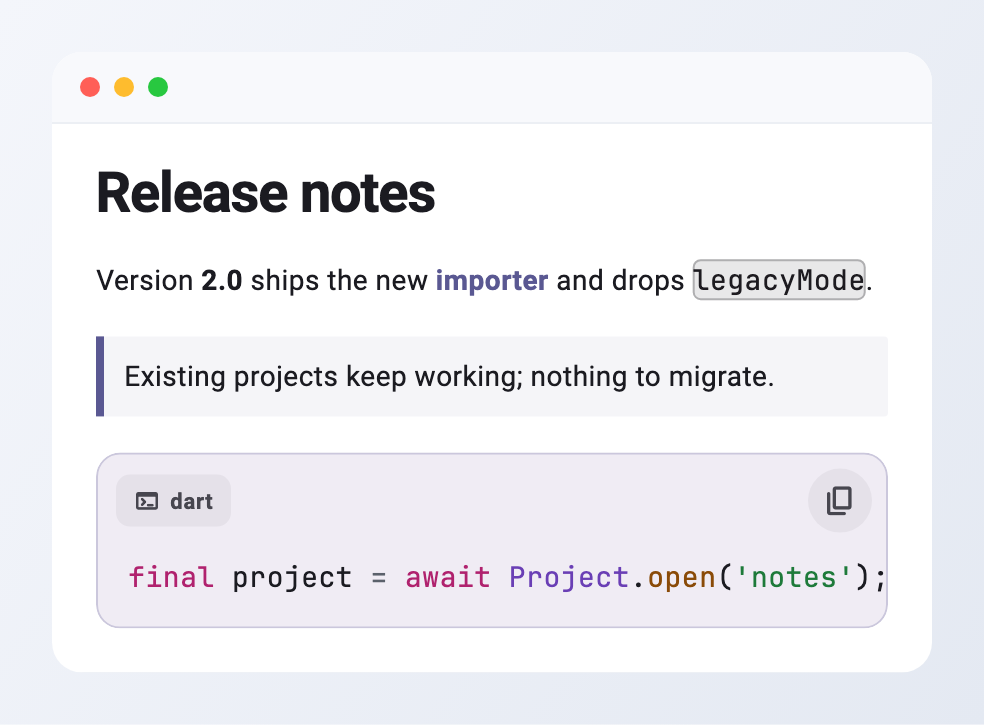 Release notes
Version 2.0 ships the new importer and drops legacyMode.
Existing projects keep working; nothing to migrate.
dart
final project = await Project.open('notes');